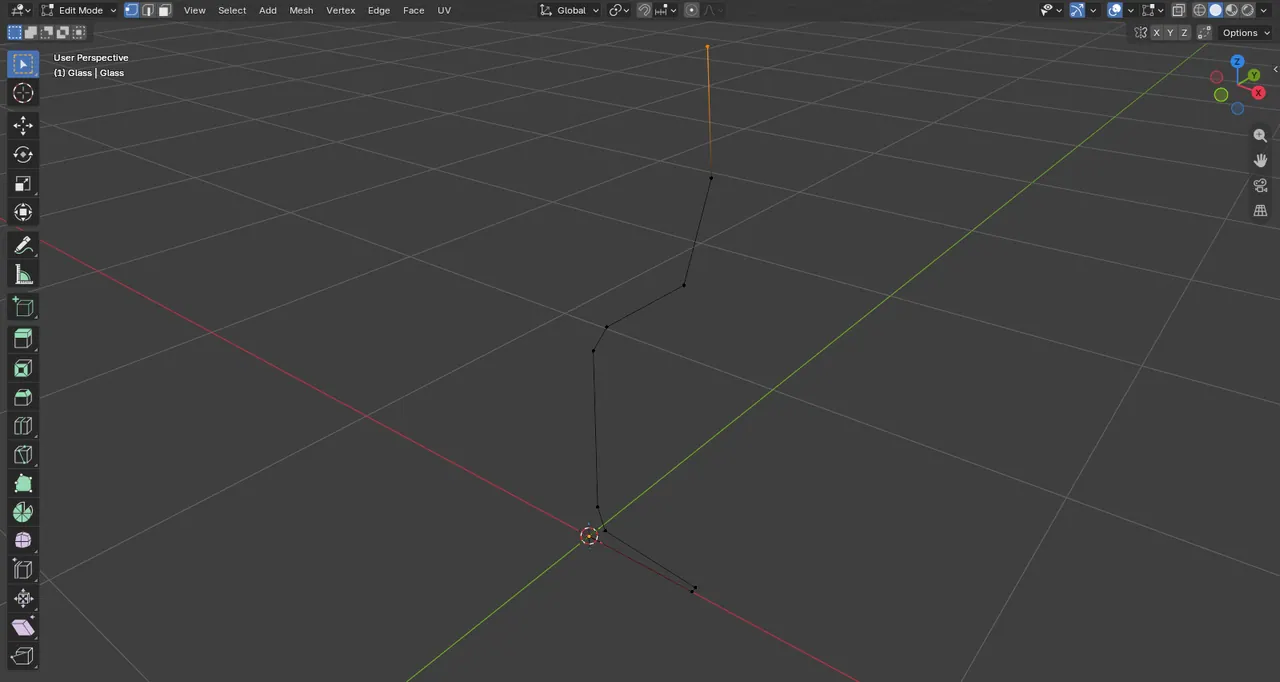 Edit Mode View Select Add Mesh Vertex Edge Face UV Global
X Y Z Options
User Perspective
(1) Glass | Glass
Z
Y
X